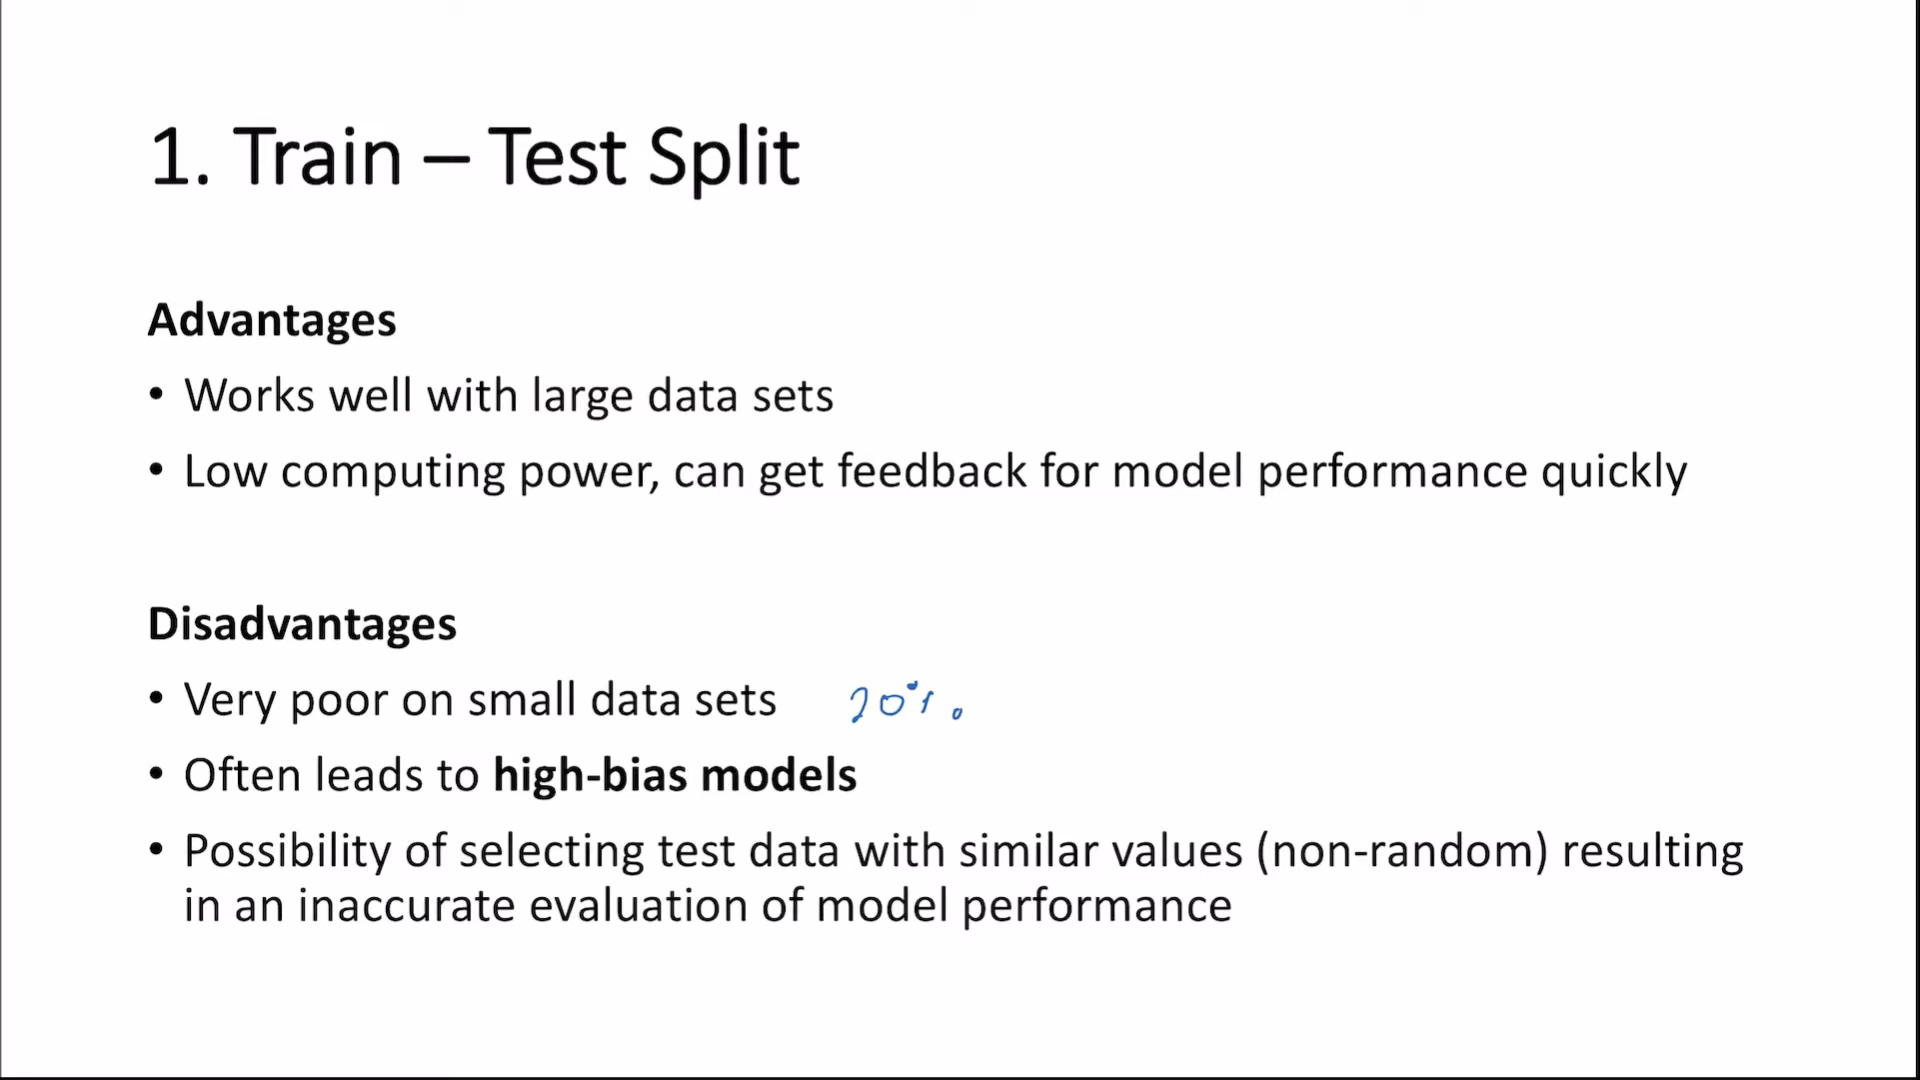 1. Train – Test Split
Advantages
• Works well with large data sets
• Low computing power, can get feedback for model performance quickly
Disadvantages
• Very poor on small data sets 20%
• Often leads to high-bias models
• Possibility of selecting test data with similar values (non-random) resulting
in an inaccurate evaluation of model performance